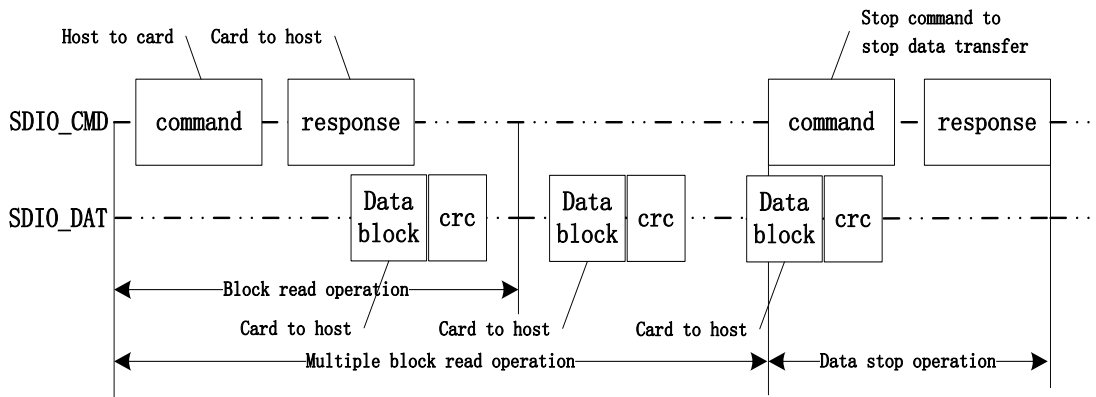 Stop command to
stop data transfer
Host to card
Card to host
SDIO_CMD
command
response
command
response
SDIO_DAT
Data
block
crc
Data
block
crc
Data
block
crc
Block read operation
Card to host
Card to host
Card to host
Multiple block read operation
Data stop operation